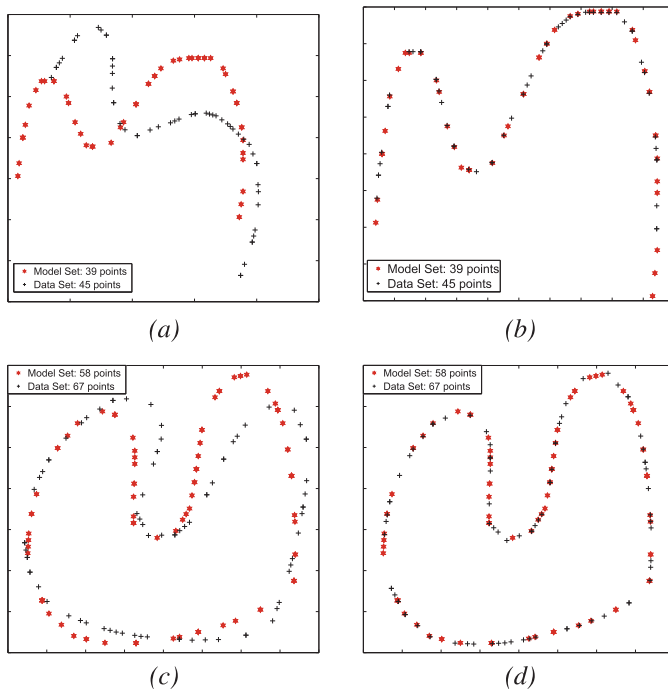 Model Set: 39 points
Data Set: 45 points
(a)
Model Set: 39 points
Data Set: 45 points
(b)
Model Set: 58 points
Data Set: 67 points
(c)
Model Set: 58 points
Data Set: 67 points
(d)